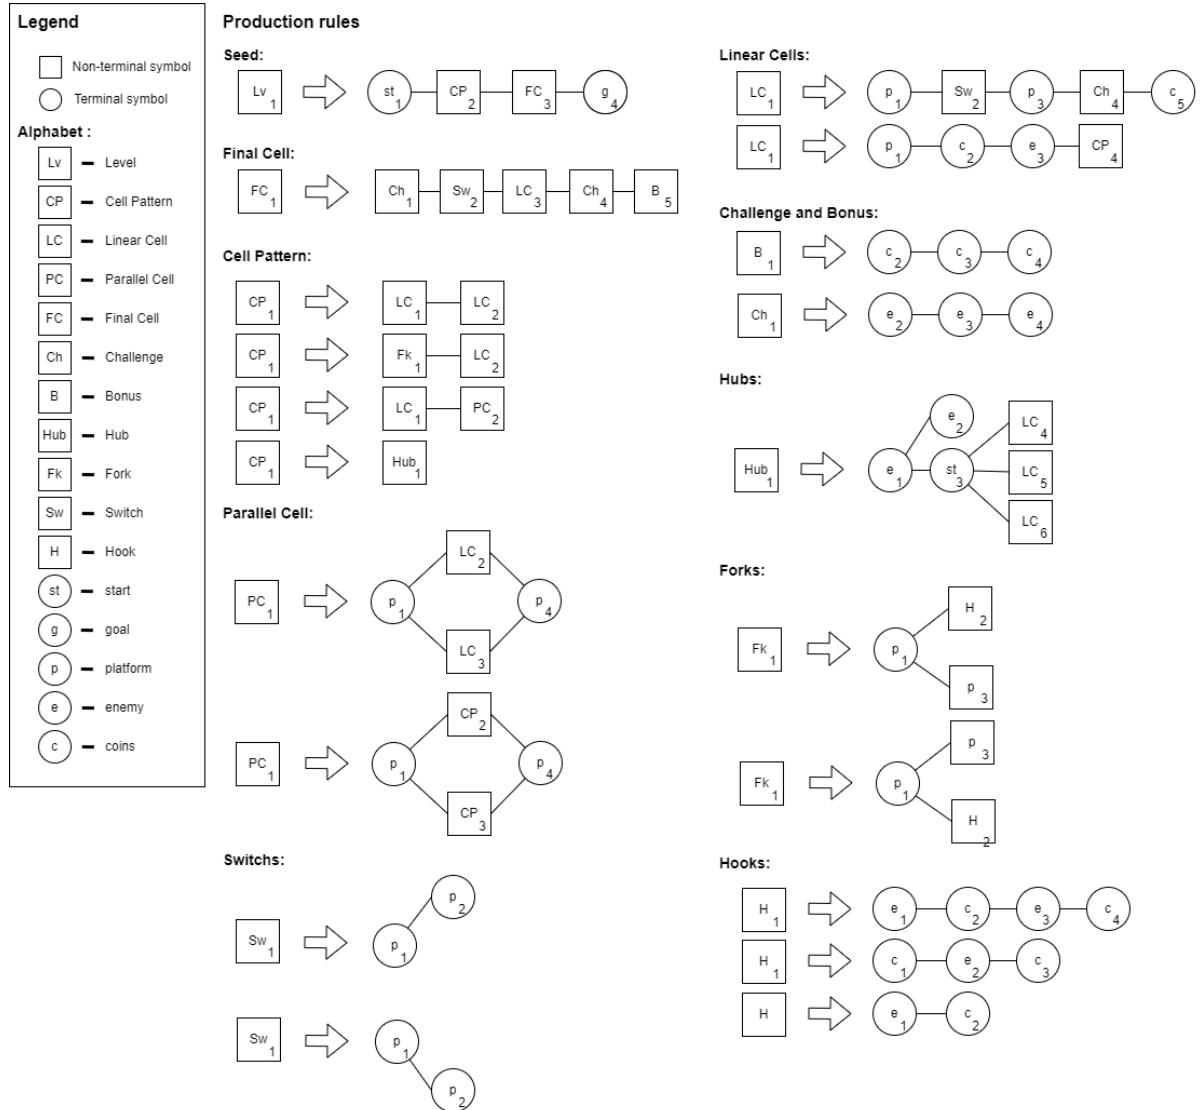 Legend
Non-terminal symbol
Terminal symbol
Alphabet :
Lv – Level
CP – Cell Pattern
LC – Linear Cell
PC – Parallel Cell
FC – Final Cell
Ch – Challenge
B – Bonus
Hub – Hub
Fk – Fork
Sw – Switch
H – Hook
st – start
g – goal
p – platform
e – enemy
c – coins
Production rules
Seed:
Lv 1 st 1 CP 2 FC 3 g 4
Final Cell:
FC 1 Ch 1 Sw 2 LC 3 Ch 4 B 5
Cell Pattern:
CP 1 LC 1 LC 2
CP 1 Fk 1 LC 2
CP 1 LC 1 PC 2
CP 1 Hub 1
Parallel Cell:
LC 2
PC 1 p 1 p 4
LC 3
CP 2
PC 1 p 1 p 4
CP 3
Switchs:
p 2
Sw 1 p 1
Sw 1 p 1
p 2
Linear Cells:
LC 1 p 1 Sw 2 p 3 Ch 4 c 5
LC 1 p 1 c 2 e 3 CP 4
Challenge and Bonus:
B 1 c 2 c 3 c 4
Ch 1 e 2 e 3 e 4
Hubs:
e 2
LC 4
Hub 1 e 1 st 3 LC 5
LC 6
Forks:
H 2
Fk 1 p 1
p 3
p 3
Fk 1 p 1
H 2
Hooks:
H 1 e 1 c 2 e 3 c 4
H 1 c 1 e 2 c 3
H e 1 c 2